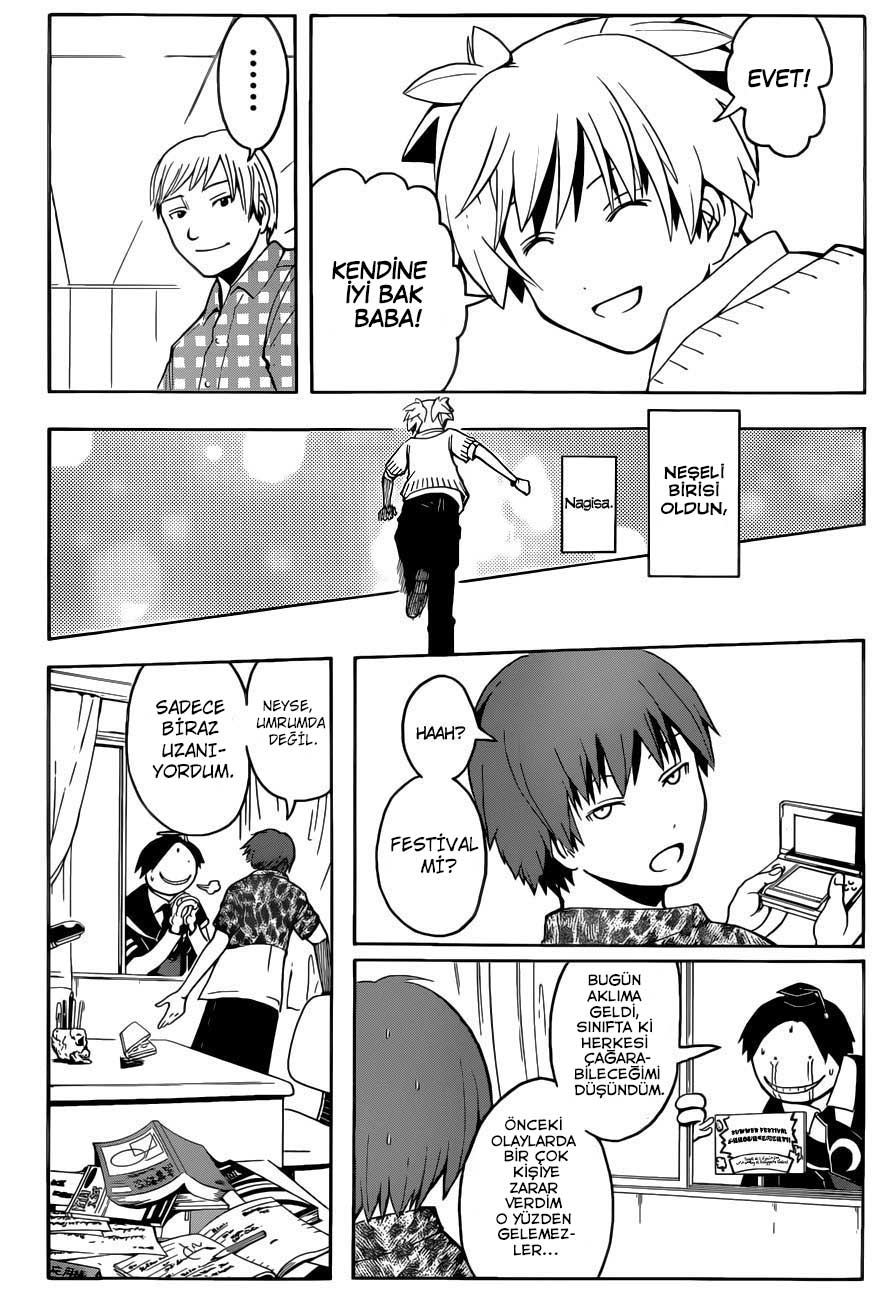 EVET!
KENDİNE
İYİ BAK
BABA!
......
NEŞELİ
BİRİSİ
OLDUN,
Nagisa.
HAAH?
FESTİVAL
Mİ?
NEYSE,
UMRUMDA
DEĞİL.
SADECE
BİRAZ
UZANI-
YORDUM.
BUGÜN
AKLIMA
GELDİ,
SINIFTA Kİ
HERKESİ
ÇAĞARA-
BİLECEĞİMİ
DÜŞÜNDÜM.
ÖNCEKİ
OLAYLARDA
BİR ÇOK
KİŞİYE
ZARAR
VERDİM
O YÜZDEN
GELEMEZ-
LER...
SUMMER FESTIVAL